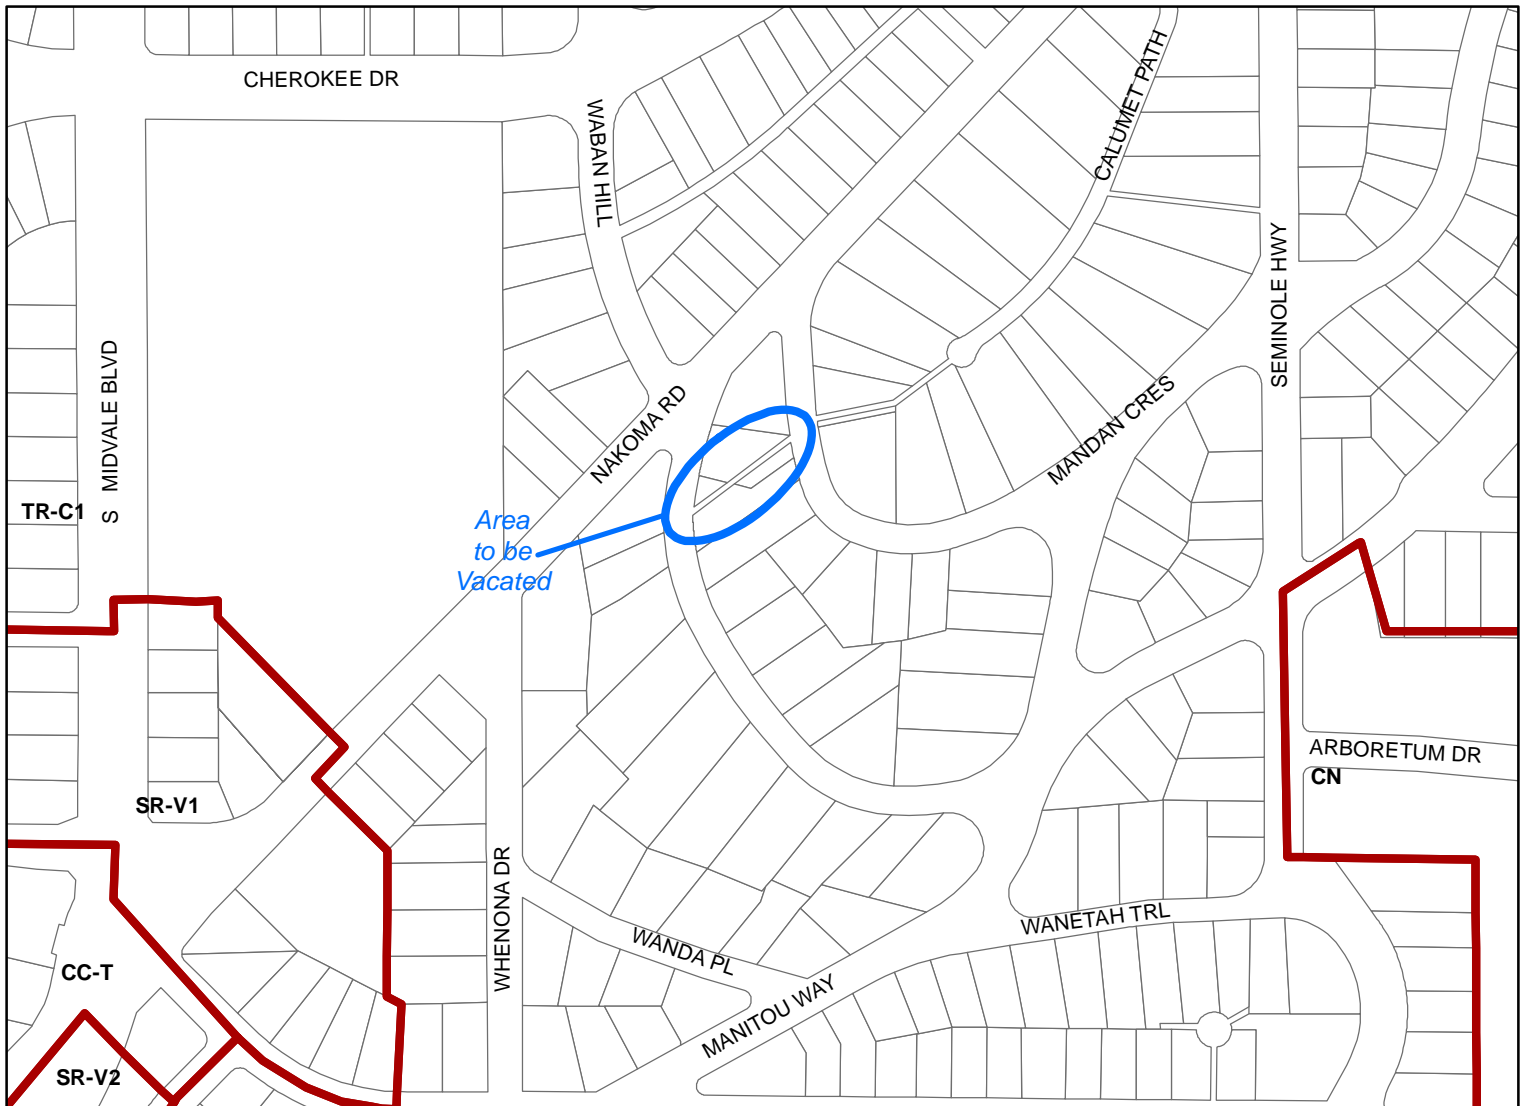 CHEROKEE DR
WABAN HILL
CALUMET PATH
SEMINOLE HWY
S MIDVALE BLVD
NAKOMA RD
MANDAN CRES
TR-C1
Area
to be
Vacated
ARBORETUM DR
CN
SR-V1
WHENONA DR
WANETAH TRL
WANDA PL
CC-T
MANITOU WAY
SR-V2